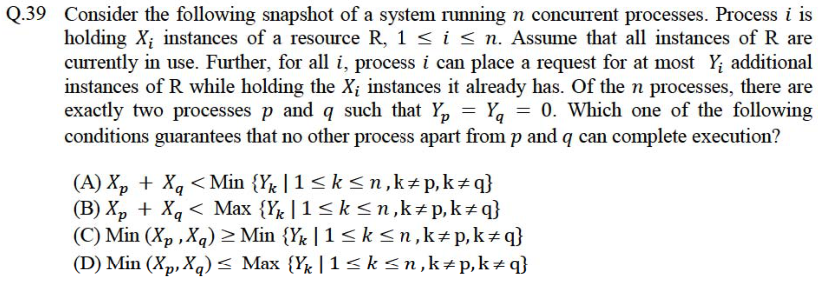 Q.39 Consider the following snapshot of a system running n concurrent processes. Process i is
holding Xᵢ instances of a resource R, 1 ≤ i ≤ n. Assume that all instances of R are
currently in use. Further, for all i, process i can place a request for at most Yᵢ additional
instances of R while holding the Xᵢ instances it already has. Of the n processes, there are
exactly two processes p and q such that Yₚ = Y_q = 0. Which one of the following
conditions guarantees that no other process apart from p and q can complete execution?
(A) Xₚ + X_q < Min {Yₖ | 1 ≤ k ≤ n , k ≠ p, k ≠ q}
(B) Xₚ + X_q < Max {Yₖ | 1 ≤ k ≤ n , k ≠ p, k ≠ q}
(C) Min (Xₚ , X_q) ≥ Min {Yₖ | 1 ≤ k ≤ n , k ≠ p, k ≠ q}
(D) Min (Xₚ, X_q) ≤ Max {Yₖ | 1 ≤ k ≤ n , k ≠ p, k ≠ q}